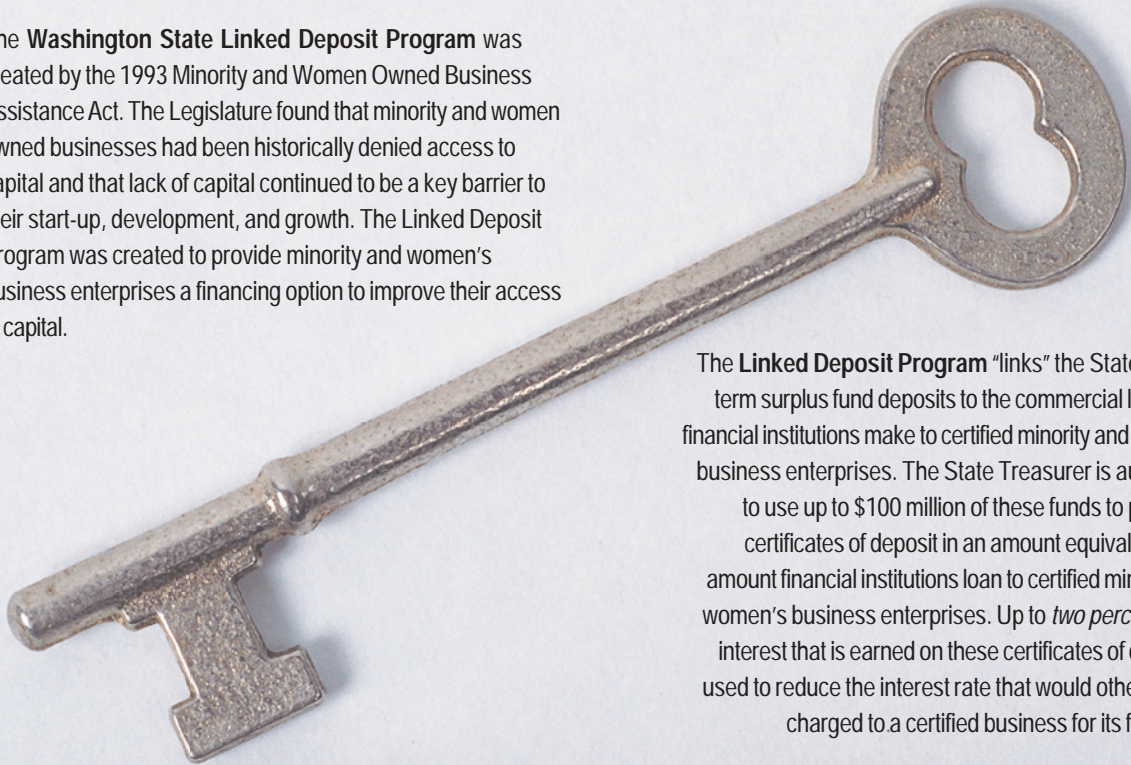 he Washington State Linked Deposit Program was
eated by the 1993 Minority and Women Owned Business
ssistance Act. The Legislature found that minority and women
wned businesses had been historically denied access to
apital and that lack of capital continued to be a key barrier to
eir start-up, development, and growth. The Linked Deposit
rogram was created to provide minority and women's
usiness enterprises a financing option to improve their access
capital.
The Linked Deposit Program “links” the State
term surplus fund deposits to the commercial l
financial institutions make to certified minority and
business enterprises. The State Treasurer is au
to use up to $100 million of these funds to p
certificates of deposit in an amount equival
amount financial institutions loan to certified min
women's business enterprises. Up to two perc
interest that is earned on these certificates of
used to reduce the interest rate that would othe
charged to a certified business for its f